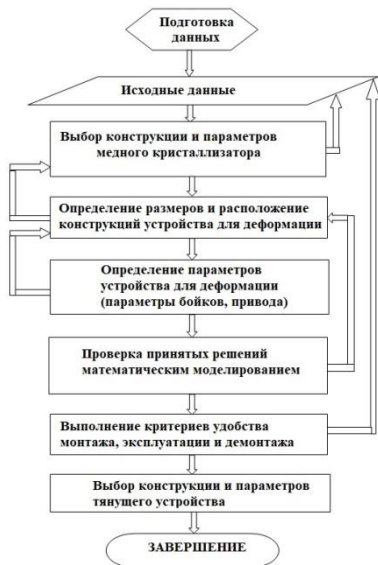 Подготовка
данных
Исходные данные
Выбор конструкции и параметров
медного кристаллизатора
Определение размеров и расположение
конструкций устройства для деформации
Определение параметров
устройства для деформации
(параметры бойков, привода)
Проверка принятых решений
математическим моделированием
Выполнение критериев удобства
монтажа, эксплуатации и демонтажа
Выбор конструкции и параметров
тянущего устройства
ЗАВЕРШЕНИЕ